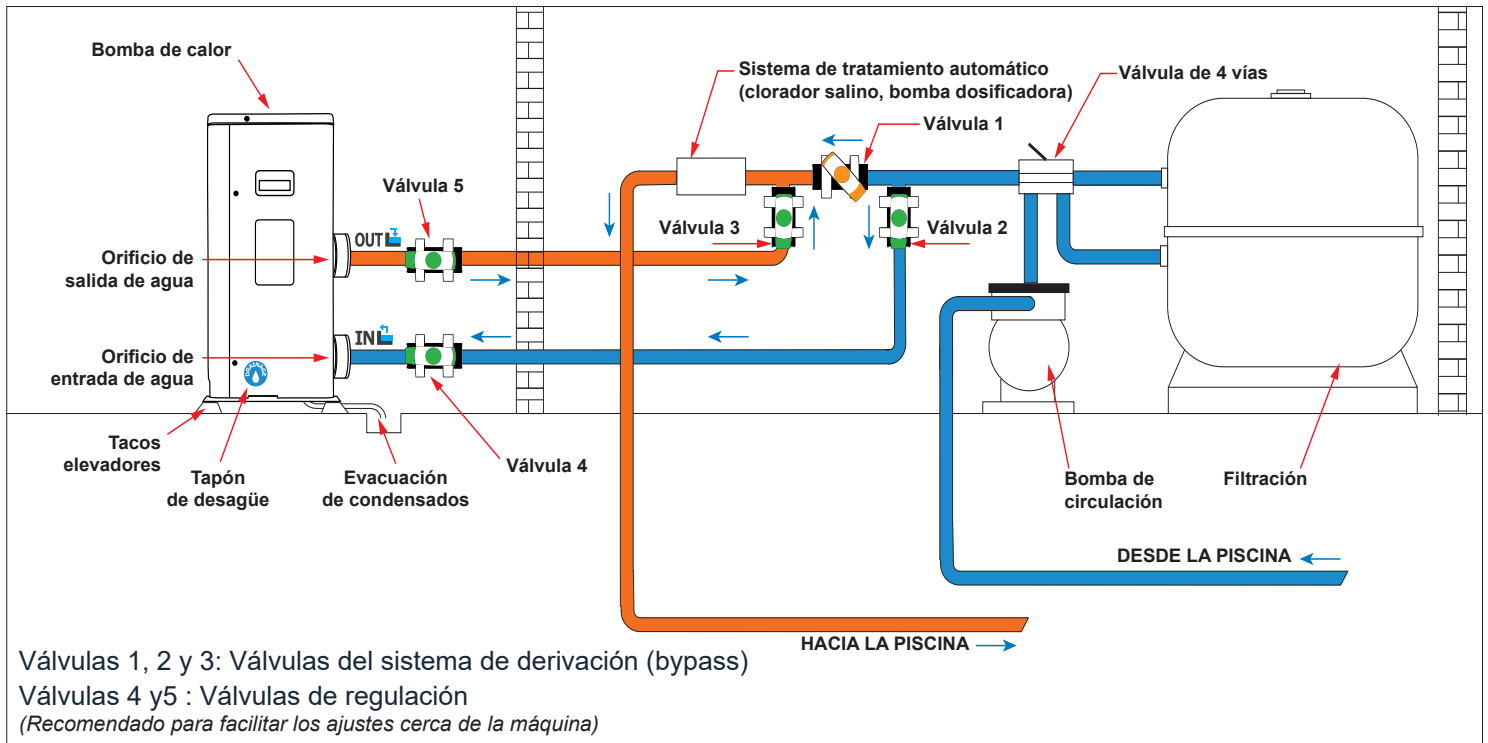 Bomba de calor
Sistema de tratamiento automático
(clorador salino, bomba dosificadora)
Válvula de 4 vías
Válvula 1
Válvula 5
Válvula 3
Válvula 2
OUT
Orificio de
salida de agua
IN
Orificio de
entrada de agua
DRAINAGE
Tacos
elevadores
Tapón
de desagüe
Evacuación
de condensados
Válvula 4
Bomba de
circulación
Filtración
DESDE LA PISCINA
HACIA LA PISCINA
Válvulas 1, 2 y 3: Válvulas del sistema de derivación (bypass)
Válvulas 4 y5 : Válvulas de regulación
(Recomendado para facilitar los ajustes cerca de la máquina)